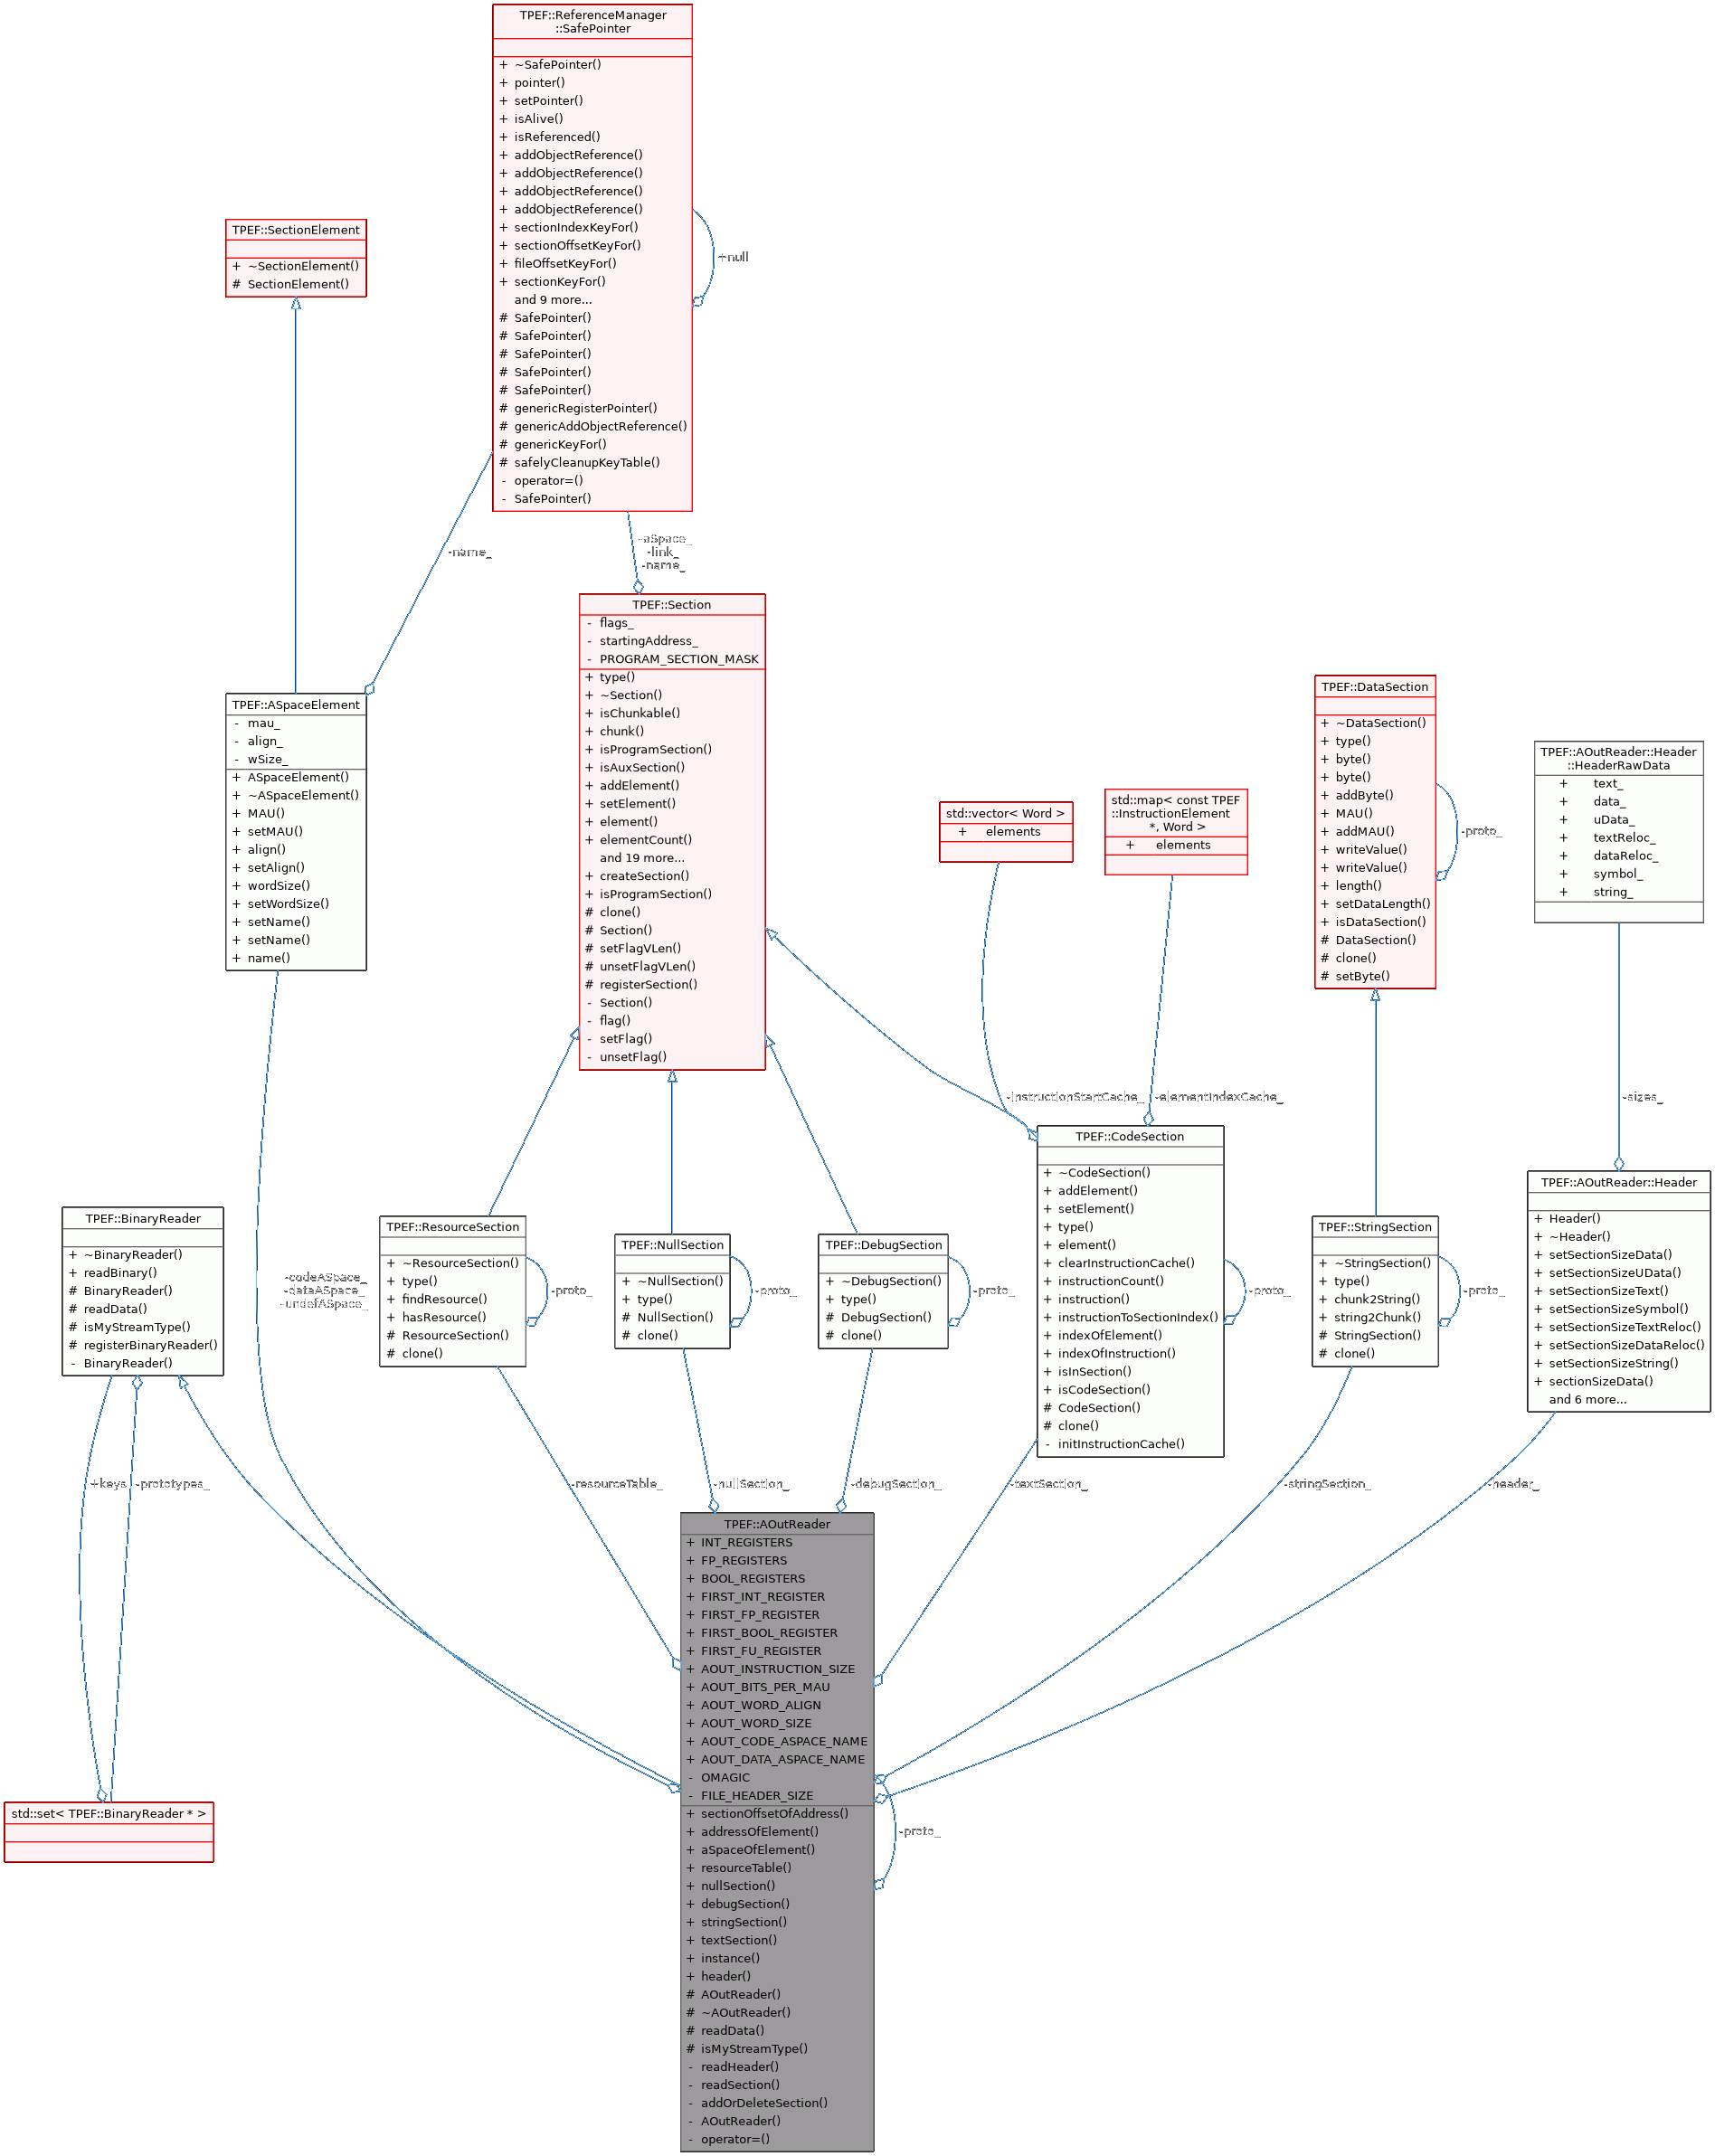 TPEF::ReferenceManager
::SafePointer
+ ~SafePointer()
+ pointer()
+ setPointer()
+ isAlive()
+ isReferenced()
+ addObjectReference()
+ addObjectReference()
+ addObjectReference()
+ addObjectReference()
+ sectionIndexKeyFor()
+ sectionOffsetKeyFor()
+ fileOffsetKeyFor()
+ sectionKeyFor()
and 9 more...
# SafePointer()
# SafePointer()
# SafePointer()
# SafePointer()
# SafePointer()
# genericRegisterPointer()
# genericAddObjectReference()
# genericKeyFor()
# safelyCleanupKeyTable()
- operator=()
- SafePointer()
+null
TPEF::SectionElement
+ ~SectionElement()
# SectionElement()
-name_
-aSpace_
-link_
-name_
TPEF::Section
- flags_
- startingAddress_
- PROGRAM_SECTION_MASK
+ type()
+ ~Section()
+ isChunkable()
+ chunk()
+ isProgramSection()
+ isAuxSection()
+ addElement()
+ setElement()
+ element()
+ elementCount()
and 19 more...
+ createSection()
+ isProgramSection()
# clone()
# Section()
# setFlagVLen()
# unsetFlagVLen()
# registerSection()
- Section()
- flag()
- setFlag()
- unsetFlag()
TPEF::ASpaceElement
- mau_
- align_
- wSize_
+ ASpaceElement()
+ ~ASpaceElement()
+ MAU()
+ setMAU()
+ align()
+ setAlign()
+ wordSize()
+ setWordSize()
+ setName()
+ setName()
+ name()
TPEF::DataSection
+ ~DataSection()
+ type()
+ byte()
+ byte()
+ addByte()
+ MAU()
+ addMAU()
+ writeValue()
+ writeValue()
+ length()
+ setDataLength()
+ isDataSection()
# DataSection()
# clone()
# setByte()
-proto_
TPEF::AOutReader::Header
::HeaderRawData
+ text_
+ data_
+ uData_
+ textReloc_
+ dataReloc_
+ symbol_
+ string_
std::vector< Word >
+ elements
std::map< const TPEF
::InstructionElement
*, Word >
+ elements
-instructionStartCache_
-elementIndexCache_
-sizes_
TPEF::CodeSection
+ ~CodeSection()
+ addElement()
+ setElement()
+ type()
+ element()
+ clearInstructionCache()
+ instructionCount()
+ instruction()
+ instructionToSectionIndex()
+ indexOfElement()
+ indexOfInstruction()
+ isInSection()
+ isCodeSection()
# CodeSection()
# clone()
- initInstructionCache()
-proto_
TPEF::AOutReader::Header
+ Header()
+ ~Header()
+ setSectionSizeData()
+ setSectionSizeUData()
+ setSectionSizeText()
+ setSectionSizeSymbol()
+ setSectionSizeTextReloc()
+ setSectionSizeDataReloc()
+ setSectionSizeString()
+ sectionSizeData()
and 6 more...
TPEF::BinaryReader
+ ~BinaryReader()
+ readBinary()
# BinaryReader()
# readData()
# isMyStreamType()
# registerBinaryReader()
- BinaryReader()
-codeASpace_
-dataASpace_
-undefASpace_
TPEF::ResourceSection
+ ~ResourceSection()
+ type()
+ findResource()
+ hasResource()
# ResourceSection()
# clone()
-proto_
TPEF::NullSection
+ ~NullSection()
+ type()
# NullSection()
# clone()
-proto_
TPEF::DebugSection
+ ~DebugSection()
+ type()
# DebugSection()
# clone()
-proto_
TPEF::StringSection
+ ~StringSection()
+ type()
+ chunk2String()
+ string2Chunk()
# StringSection()
# clone()
-proto_
+keys
-prototypes_
-resourceTable_
-nullSection_
-debugSection_
-textSection_
-stringSection_
-header_
TPEF::AOutReader
+ INT_REGISTERS
+ FP_REGISTERS
+ BOOL_REGISTERS
+ FIRST_INT_REGISTER
+ FIRST_FP_REGISTER
+ FIRST_BOOL_REGISTER
+ FIRST_FU_REGISTER
+ AOUT_INSTRUCTION_SIZE
+ AOUT_BITS_PER_MAU
+ AOUT_WORD_ALIGN
+ AOUT_WORD_SIZE
+ AOUT_CODE_ASPACE_NAME
+ AOUT_DATA_ASPACE_NAME
- OMAGIC
- FILE_HEADER_SIZE
+ sectionOffsetOfAddress()
+ addressOfElement()
+ aSpaceOfElement()
+ resourceTable()
+ nullSection()
+ debugSection()
+ stringSection()
+ textSection()
+ instance()
+ header()
# AOutReader()
# ~AOutReader()
# readData()
# isMyStreamType()
- readHeader()
- readSection()
- addOrDeleteSection()
- AOutReader()
- operator=()
-proto_
std::set< TPEF::BinaryReader * >